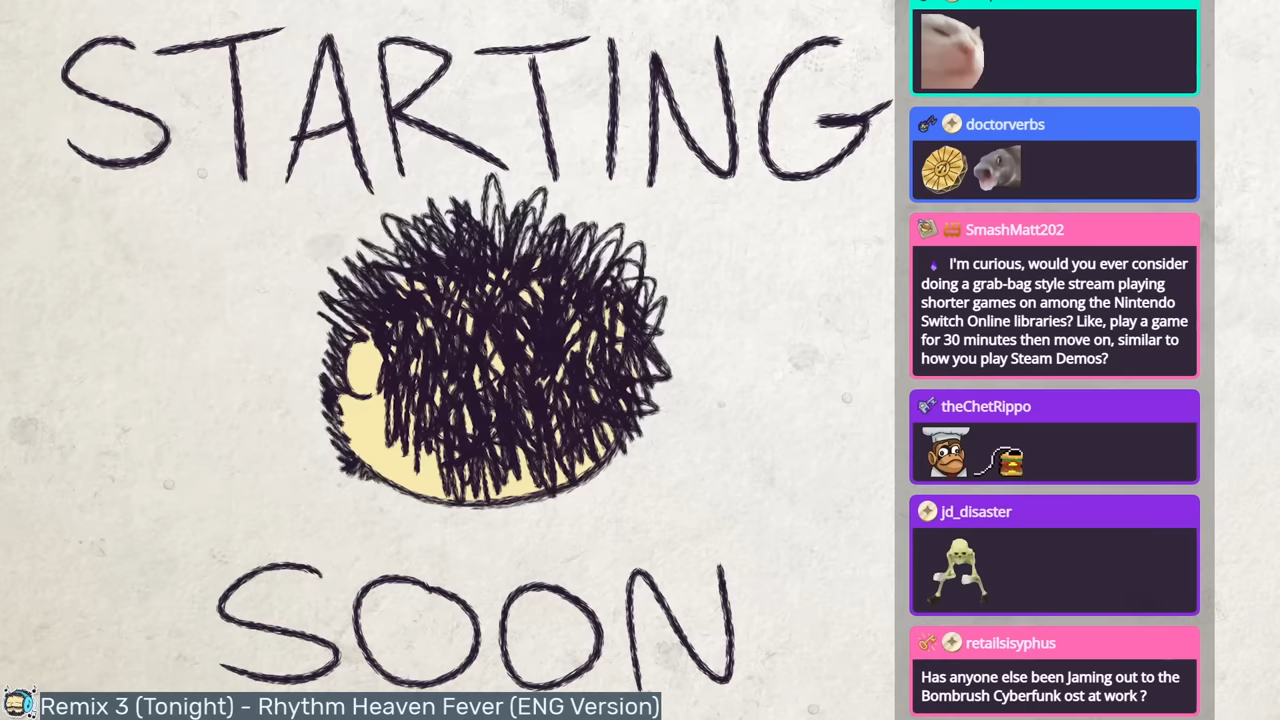 STARTING
SOON
doctorverbs
SmashMatt202
I'm curious, would you ever consider
doing a grab-bag style stream playing
shorter games on among the Nintendo
Switch Online libraries? Like, play a game
for 30 minutes then move on, similar to
how you play Steam Demos?
theChetRippo
jd_disaster
retailsisyphus
Has anyone else been Jaming out to the
Bombrush Cyberfunk ost at work ?
Remix 3 (Tonight) - Rhythm Heaven Fever (ENG Version)